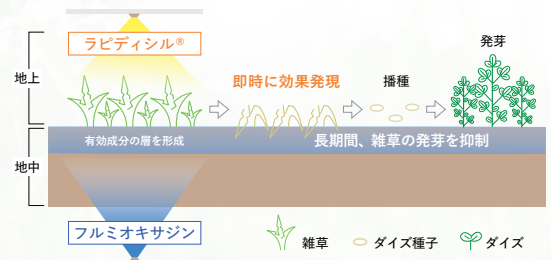 ラピディシル®
地上
即時に効果発現
播種
発芽
有効成分の層を形成
長期間、雑草の発芽を抑制
地中
フルミオキサジン
雑草
ダイズ種子
ダイズ